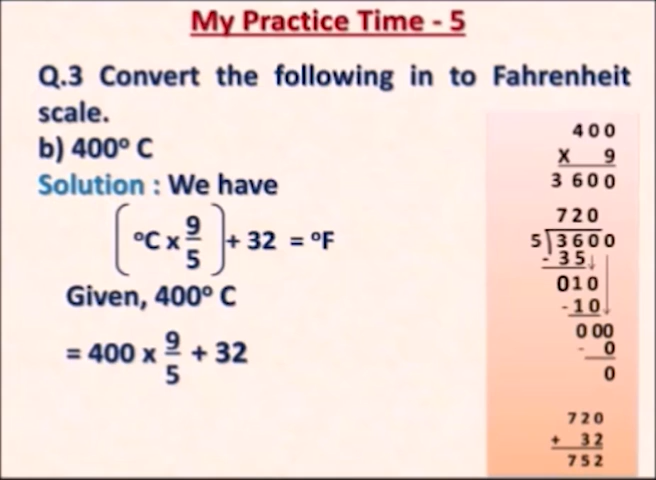 My Practice Time - 5
Q.3 Convert the following in to Fahrenheit
scale.
b) 400° C
Solution : We have
(°C x 9/5) + 32 = °F
Given, 400° C
= 400 x 9/5 + 32
400
X 9
3 600
720
5)3600
- 35↓
010
-10↓
0 00
- 0
0
720
+ 32
752